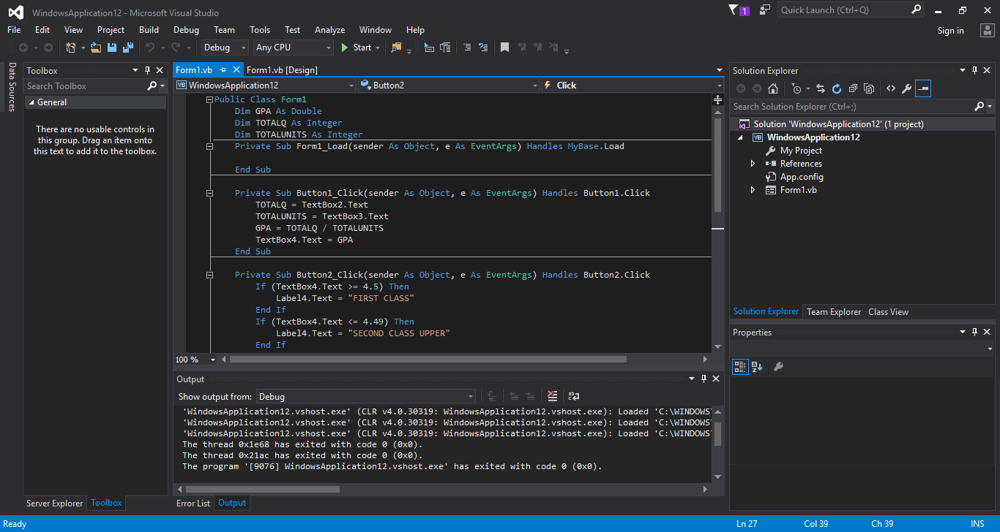 WindowsApplication12 - Microsoft Visual Studio
1
Quick Launch (Ctrl+Q)
File Edit View Project Build Debug Team Tools Test Analyze Window Help
Sign in
Debug Any CPU Start
Data Sources
Toolbox
Search Toolbox
General
There are no usable controls in
this group. Drag an item onto
this text to add it to the toolbox.
Server Explorer Toolbox
Form1.vb Form1.vb [Design]
VB WindowsApplication12 Button2 Click
Public Class Form1
Dim GPA As Double
Dim TOTALQ As Integer
Dim TOTALUNITS As Integer
Private Sub Form1_Load(sender As Object, e As EventArgs) Handles MyBase.Load
End Sub
Private Sub Button1_Click(sender As Object, e As EventArgs) Handles Button1.Click
TOTALQ = TextBox2.Text
TOTALUNITS = TextBox3.Text
GPA = TOTALQ / TOTALUNITS
TextBox4.Text = GPA
End Sub
Private Sub Button2_Click(sender As Object, e As EventArgs) Handles Button2.Click
If (TextBox4.Text >= 4.5) Then
Label4.Text = "FIRST CLASS"
End If
If (TextBox4.Text <= 4.49) Then
Label4.Text = "SECOND CLASS UPPER"
End If
100 %
Output
Show output from: Debug
'WindowsApplication12.vshost.exe' (CLR v4.0.30319: WindowsApplication12.vshost.exe): Loaded 'C:\WINDOWS\
'WindowsApplication12.vshost.exe' (CLR v4.0.30319: WindowsApplication12.vshost.exe): Loaded 'C:\WINDOWS\
'WindowsApplication12.vshost.exe' (CLR v4.0.30319: WindowsApplication12.vshost.exe): Loaded 'C:\WINDOWS\
The thread 0x1e68 has exited with code 0 (0x0).
The thread 0x21ac has exited with code 0 (0x0).
The program '[9076] WindowsApplication12.vshost.exe' has exited with code 0 (0x0).
Error List Output
Solution Explorer
Search Solution Explorer (Ctrl+;)
Solution 'WindowsApplication12' (1 project)
VB WindowsApplication12
My Project
References
App.config
Form1.vb
Solution Explorer Team Explorer Class View
Properties
Ready Ln 27 Col 39 Ch 39 INS